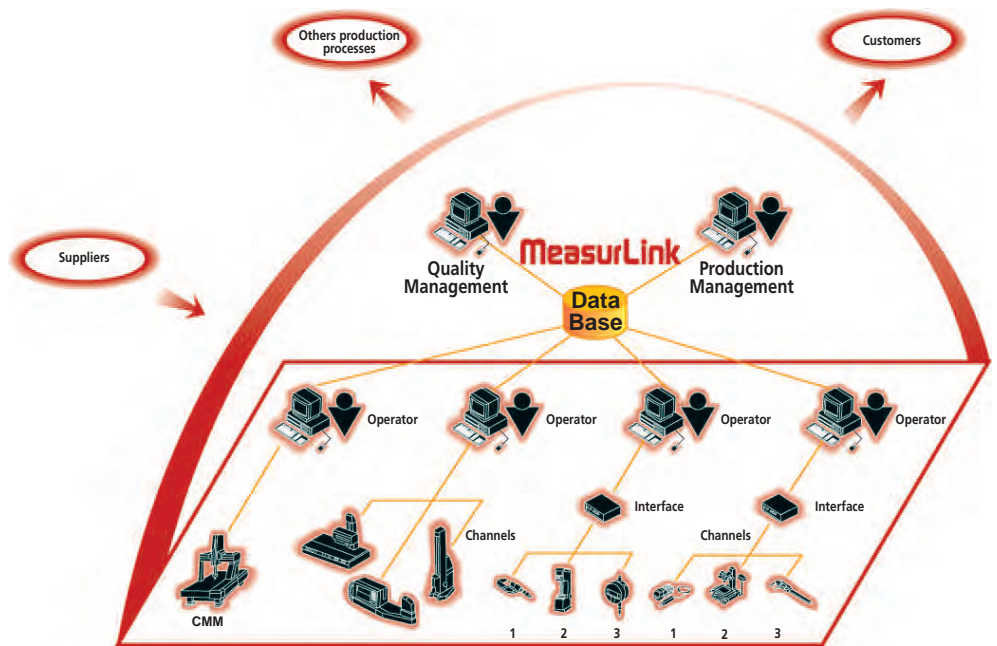 Others production
processes
Customers
Suppliers
MeasurLink
Quality
Management
Production
Management
Data
Base
Operator
Operator
Operator
Operator
Interface
Interface
Channels
Channels
CMM
1
2
3
1
2
3